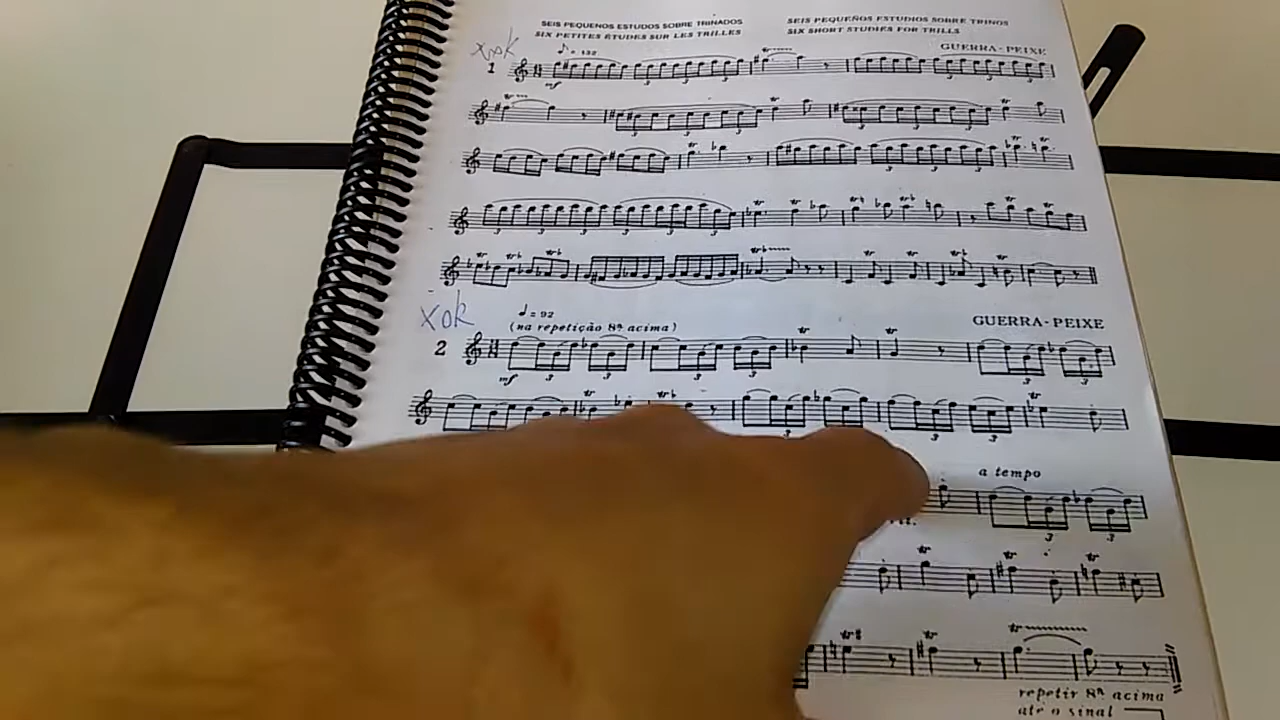 SEIS PEQUENOS ESTUDOS SOBRE TRINADOS
SIX PETITES ÉTUDES SUR LES TRILLES
SEIS PEQUEÑOS ESTUDIOS SOBRE TRINOS
SIX SHORT STUDIES FOR TRILLS
xok
♪ = 132
GUERRA-PEIXE
1
mf
xok
♩ = 92
(na repetição 8ª acima)
GUERRA-PEIXE
2
mf
a tempo
repetir 8ª acima
até o sinal